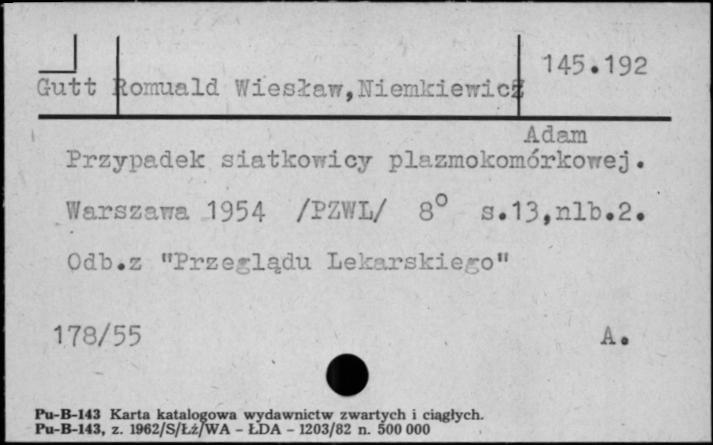 145.192
Gutt Romuald Wiesław,Niemkiewicz
Adam
Przypadek siatkowicy plazmokomórkowej.
Warszawa 1954 /PZWL/ 8° s.13,nlb.2.
Odb.z "Przeglądu Lekarskiego"
178/55 A.
Pu-B-143 Karta katalogowa wydawnictw zwartych i ciągłych.
Pu-B-143, z. 1962/S/Łź/WA - ŁDA - 1203/82 n. 500 000